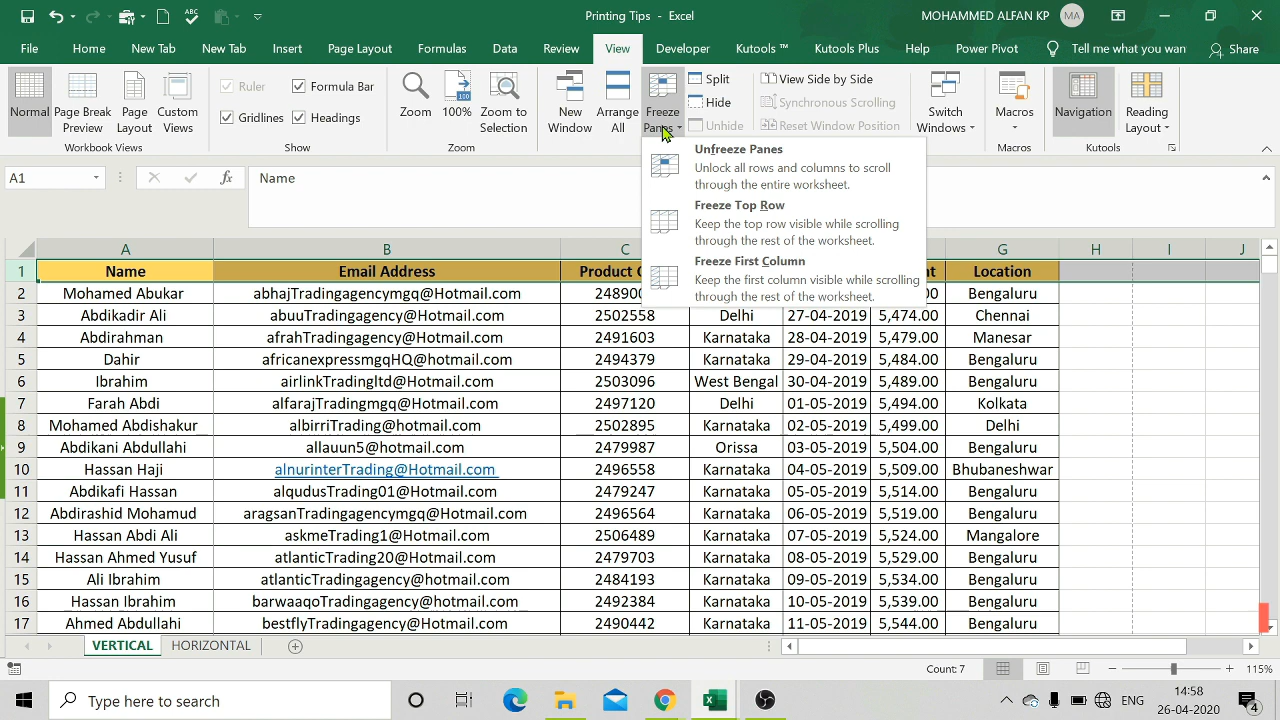 Printing Tips - Excel
MOHAMMED ALFAN KP MA
File Home New Tab New Tab Insert Page Layout Formulas Data Review View Developer Kutools ™ Kutools Plus Help Power Pivot Tell me what you want Share
Normal
Page Break
Page
Layout
Custom
Views
Workbook Views
Ruler Formula Bar
Gridlines Headings
Show
Zoom
100%
Zoom to
Selection
Zoom
New
Window
Arrange
All
Freeze
Split
Hide
Unhide
View Side by Side
Synchronous Scrolling
Reset Window Position
Switch
Windows
Macros
Macros
Navigation
Reading
Layout
Kutools
Unfreeze Panes
Unlock all rows and columns to scroll
through the entire worksheet.
Freeze Top Row
Keep the top row visible while scrolling
through the rest of the worksheet.
Freeze First Column
Keep the first column visible while scrolling
through the rest of the worksheet.
A1 fx Name
A B C G H I J
1 Name Email Address Product Location
2 Mohamed Abukar abhajTradingagencymgq@Hotmail.com Bengaluru
3 Abdikadir Ali abuuTradingagency@Hotmail.com 2502558 Delhi 27-04-2019 5,474.00 Chennai
4 Abdirahman afrahTradingagency@Hotmail.com 2491603 Karnataka 28-04-2019 5,479.00 Manesar
5 Dahir africanexpressmgqHQ@hotmail.com 2494379 Karnataka 29-04-2019 5,484.00 Bengaluru
6 Ibrahim airlinkTradingltd@Hotmail.com 2503096 West Bengal 30-04-2019 5,489.00 Bengaluru
7 Farah Abdi alfarajTradingmgq@Hotmail.com 2497120 Delhi 01-05-2019 5,494.00 Kolkata
8 Mohamed Abdishakur albirriTrading@hotmail.com 2502895 Karnataka 02-05-2019 5,499.00 Delhi
9 Abdikani Abdullahi allauun5@hotmail.com 2479987 Orissa 03-05-2019 5,504.00 Bengaluru
10 Hassan Haji alnurinterTrading@Hotmail.com 2496558 Karnataka 04-05-2019 5,509.00 Bhubaneshwar
11 Abdikafi Hassan alqudusTrading01@Hotmail.com 2479247 Karnataka 05-05-2019 5,514.00 Bengaluru
12 Abdirashid Mohamud aragsanTradingagencymgq@Hotmail.com 2496564 Karnataka 06-05-2019 5,519.00 Bengaluru
13 Hassan Abdi Ali askmeTrading1@Hotmail.com 2506489 Karnataka 07-05-2019 5,524.00 Mangalore
14 Hassan Ahmed Yusuf atlanticTrading20@Hotmail.com 2479703 Karnataka 08-05-2019 5,529.00 Bengaluru
15 Ali Ibrahim atlanticTradingagency@hotmail.com 2484193 Karnataka 09-05-2019 5,534.00 Bengaluru
16 Hassan Ibrahim barwaaqoTradingagency@hotmail.com 2492384 Karnataka 10-05-2019 5,539.00 Bengaluru
17 Ahmed Abdullahi bestflyTradingagency@Hotmail.com 2490442 Karnataka 11-05-2019 5,544.00 Bengaluru
VERTICAL HORIZONTAL
Count: 7 115%
Type here to search ENG 14:58
26-04-2020 4